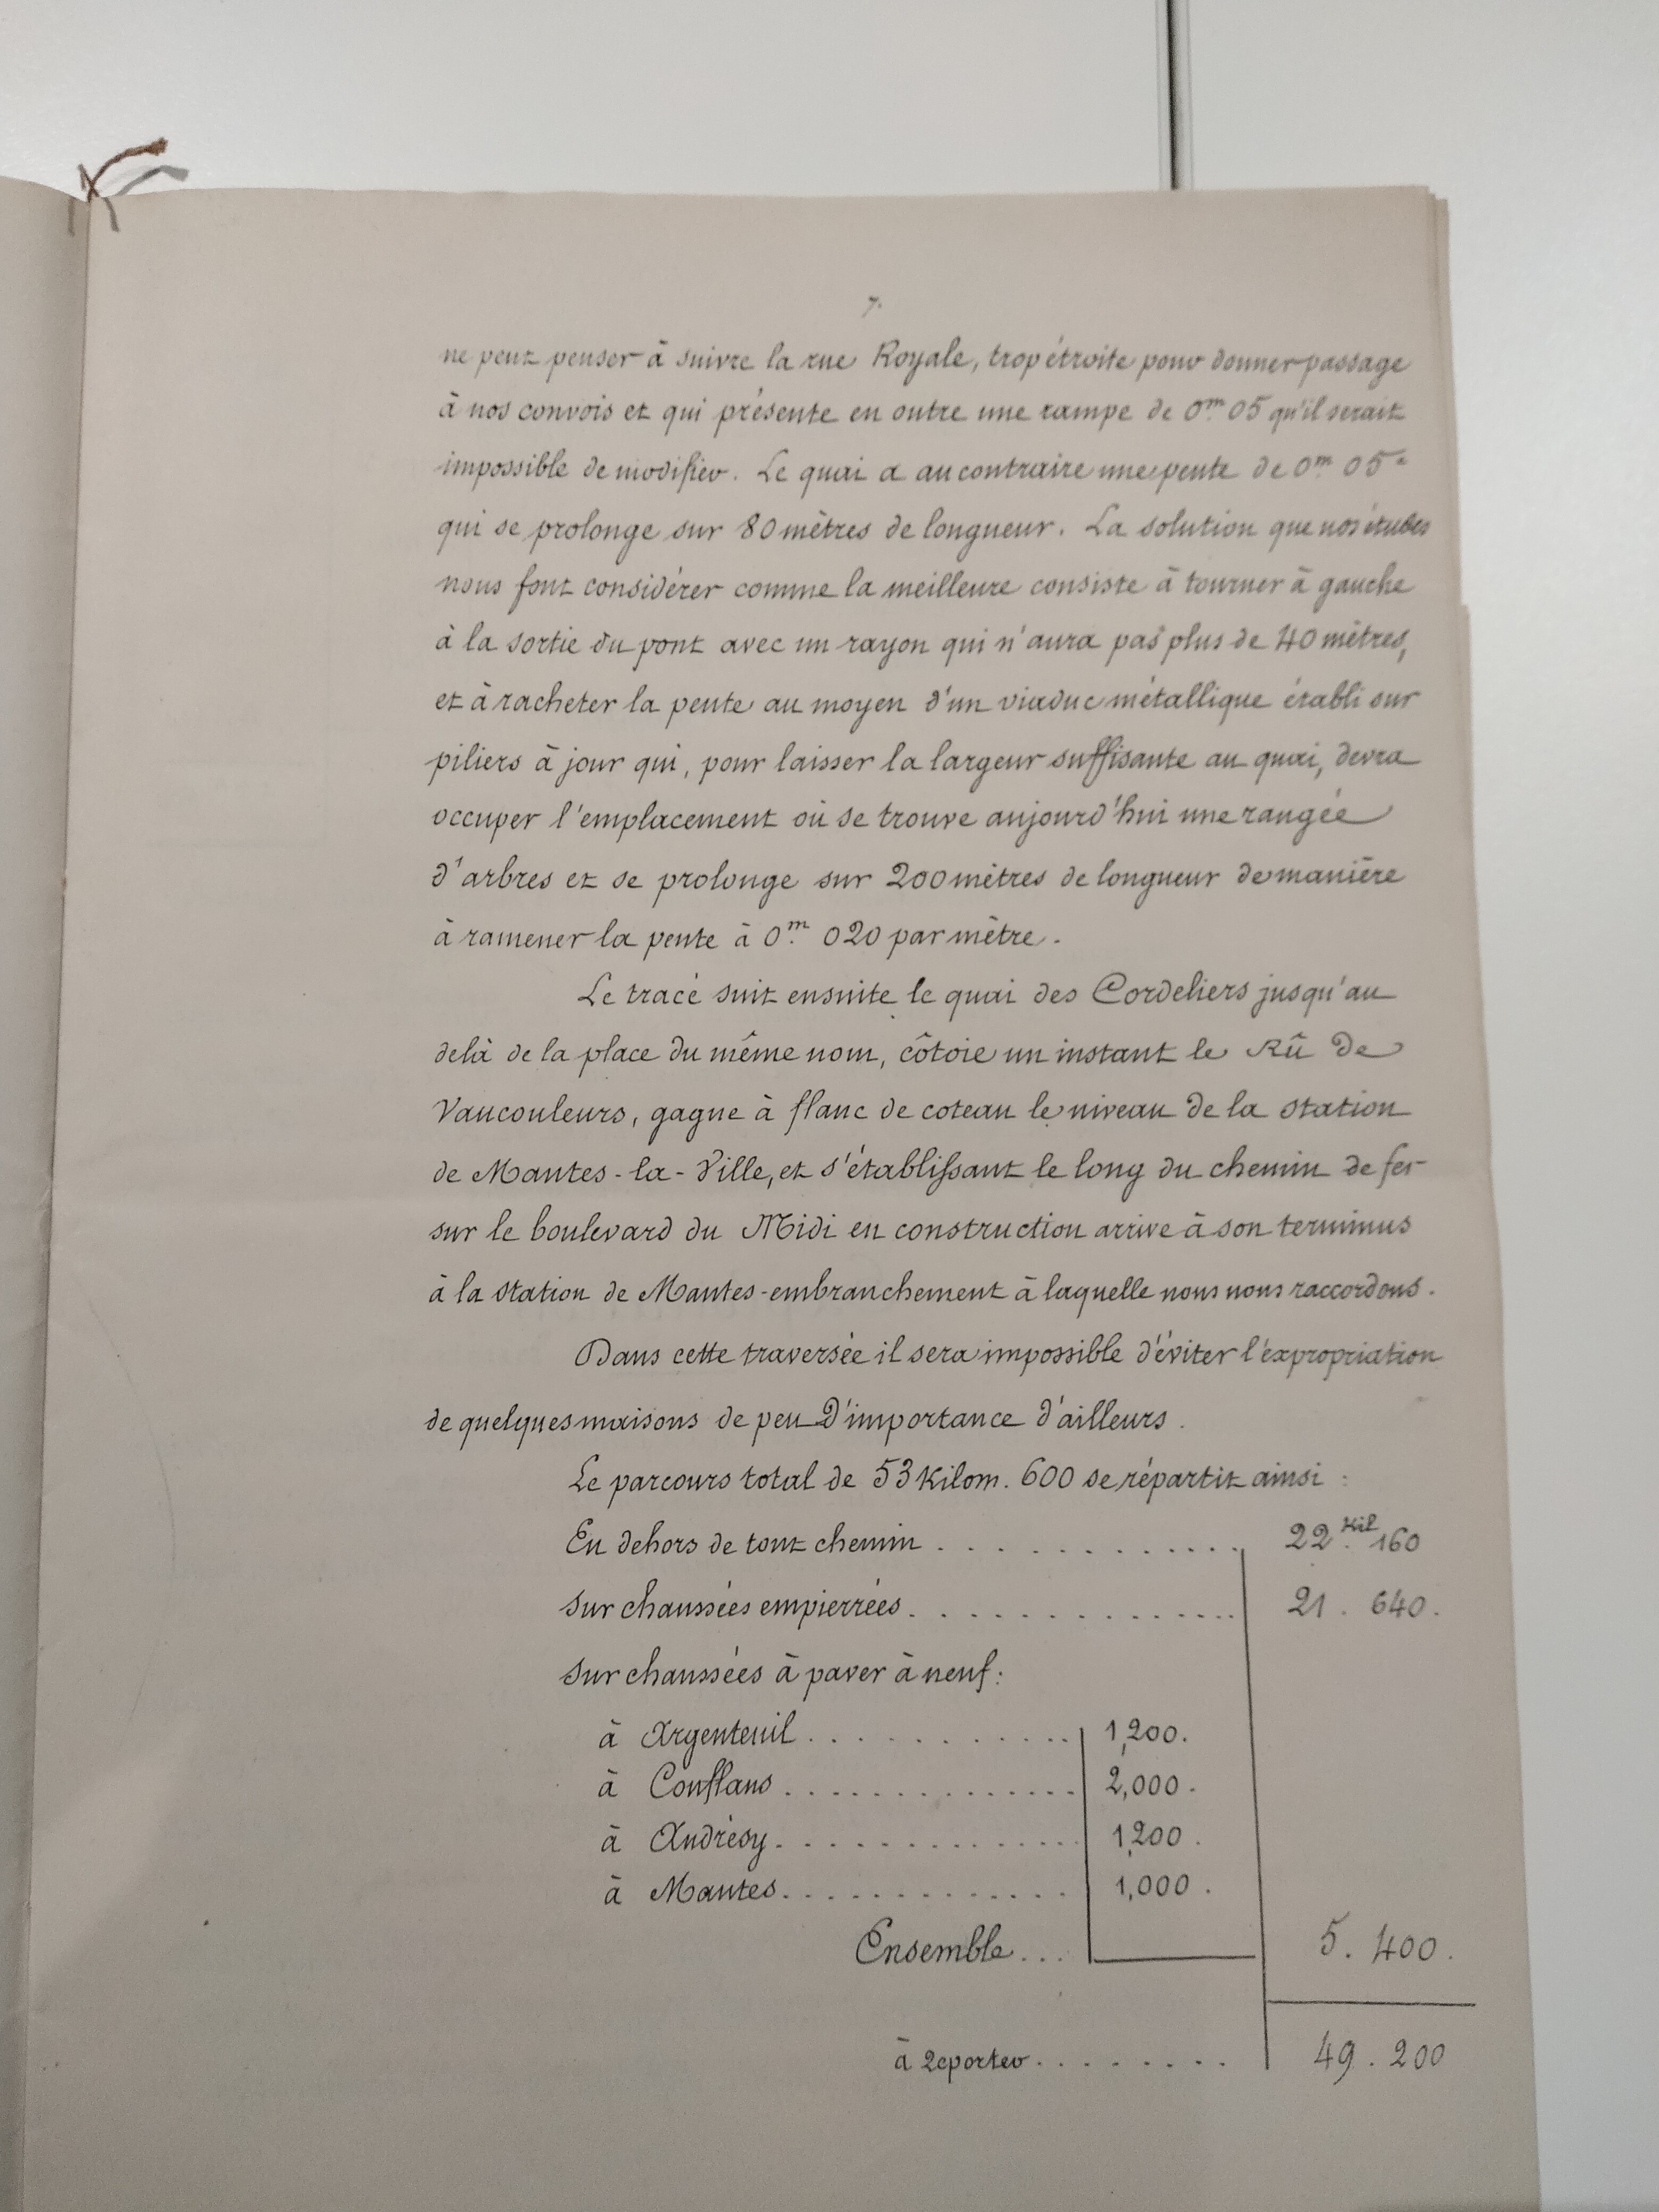 7.
ne peut penser à suivre la rue Royale, trop étroite pour donner passage
à nos convois et qui présente en outre une rampe de 0m. 05 qu'il serait
impossible de modifier. Le quai a au contraire une pente de 0m. 05
qui se prolonge sur 80 mètres de longueur. La solution que nos études
nous font considérer comme la meilleure consiste à tourner à gauche
à la sortie du pont avec un rayon qui n'aura pas plus de 40 mètres,
et à racheter la pente au moyen d'un viaduc métallique établi sur
piliers à jour qui, pour laisser la largeur suffisante au quai, devra
occuper l'emplacement où se trouve aujourd'hui une rangée
d'arbres et se prolonge sur 200 mètres de longueur de manière
à ramener la pente à 0m. 020 par mètre.
Le tracé suit ensuite le quai des Cordeliers jusqu'au
delà de la place du même nom, côtoie un instant le Rû de
Vaucouleurs, gagne à flanc de coteau le niveau de la station
de Mantes-la-Ville, et s'établissant le long du chemin de fer
sur le boulevard du Midi en construction arrive à son terminus
à la station de Mantes-embranchement à laquelle nous nous raccordons.
Dans cette traversée il sera impossible d'éviter l'expropriation
de quelques maisons de peu d'importance d'ailleurs.
Le parcours total de 53 Kilom. 600 se répartit ainsi :
En dehors de tout chemin . . . . . . . . . . . . . 22.Kil 160
Sur chaussées empierrées . . . . . . . . . . . . . 21. 640.
Sur chaussées à paver à neuf :
à Argenteuil . . . . . . . . . . . 1,200.
à Conflans . . . . . . . . . . . . 2,000.
à Andrésy . . . . . . . . . . . . 1,200.
à Mantes . . . . . . . . . . . . 1,000.
Ensemble . . . 5. 400.
à reporter . . . . . . . . 49. 200